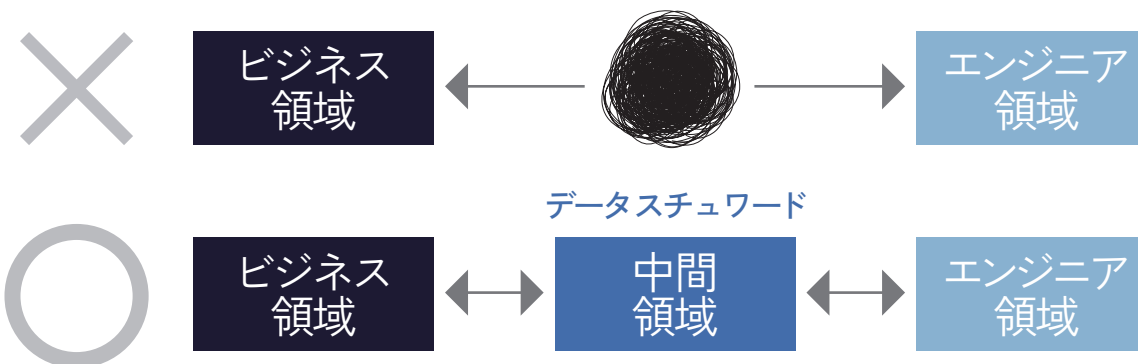 ビジネス
領域
エンジニア
領域
データスチュワード
ビジネス
領域
中間
領域
エンジニア
領域